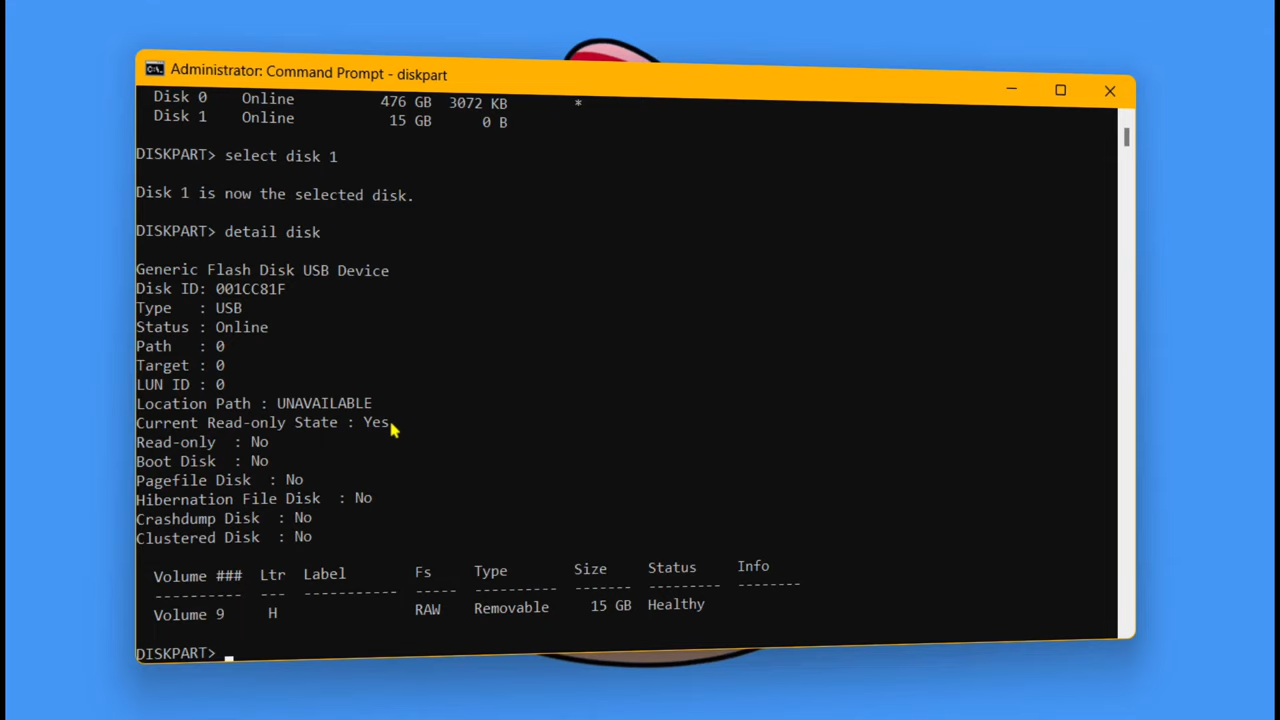 Administrator: Command Prompt - diskpart
Disk 0 Online 476 GB 3072 KB *
Disk 1 Online 15 GB 0 B
DISKPART> select disk 1
Disk 1 is now the selected disk.
DISKPART> detail disk
Generic Flash Disk USB Device
Disk ID: 001CC81F
Type : USB
Status : Online
Path : 0
Target : 0
LUN ID : 0
Location Path : UNAVAILABLE
Current Read-only State : Yes
Read-only : No
Boot Disk : No
Pagefile Disk : No
Hibernation File Disk : No
Crashdump Disk : No
Clustered Disk : No
Volume ### Ltr Label Fs Type Size Status Info
---------- --- ----------- ----- ---------- ------- --------- --------
Volume 9 H RAW Removable 15 GB Healthy
DISKPART>